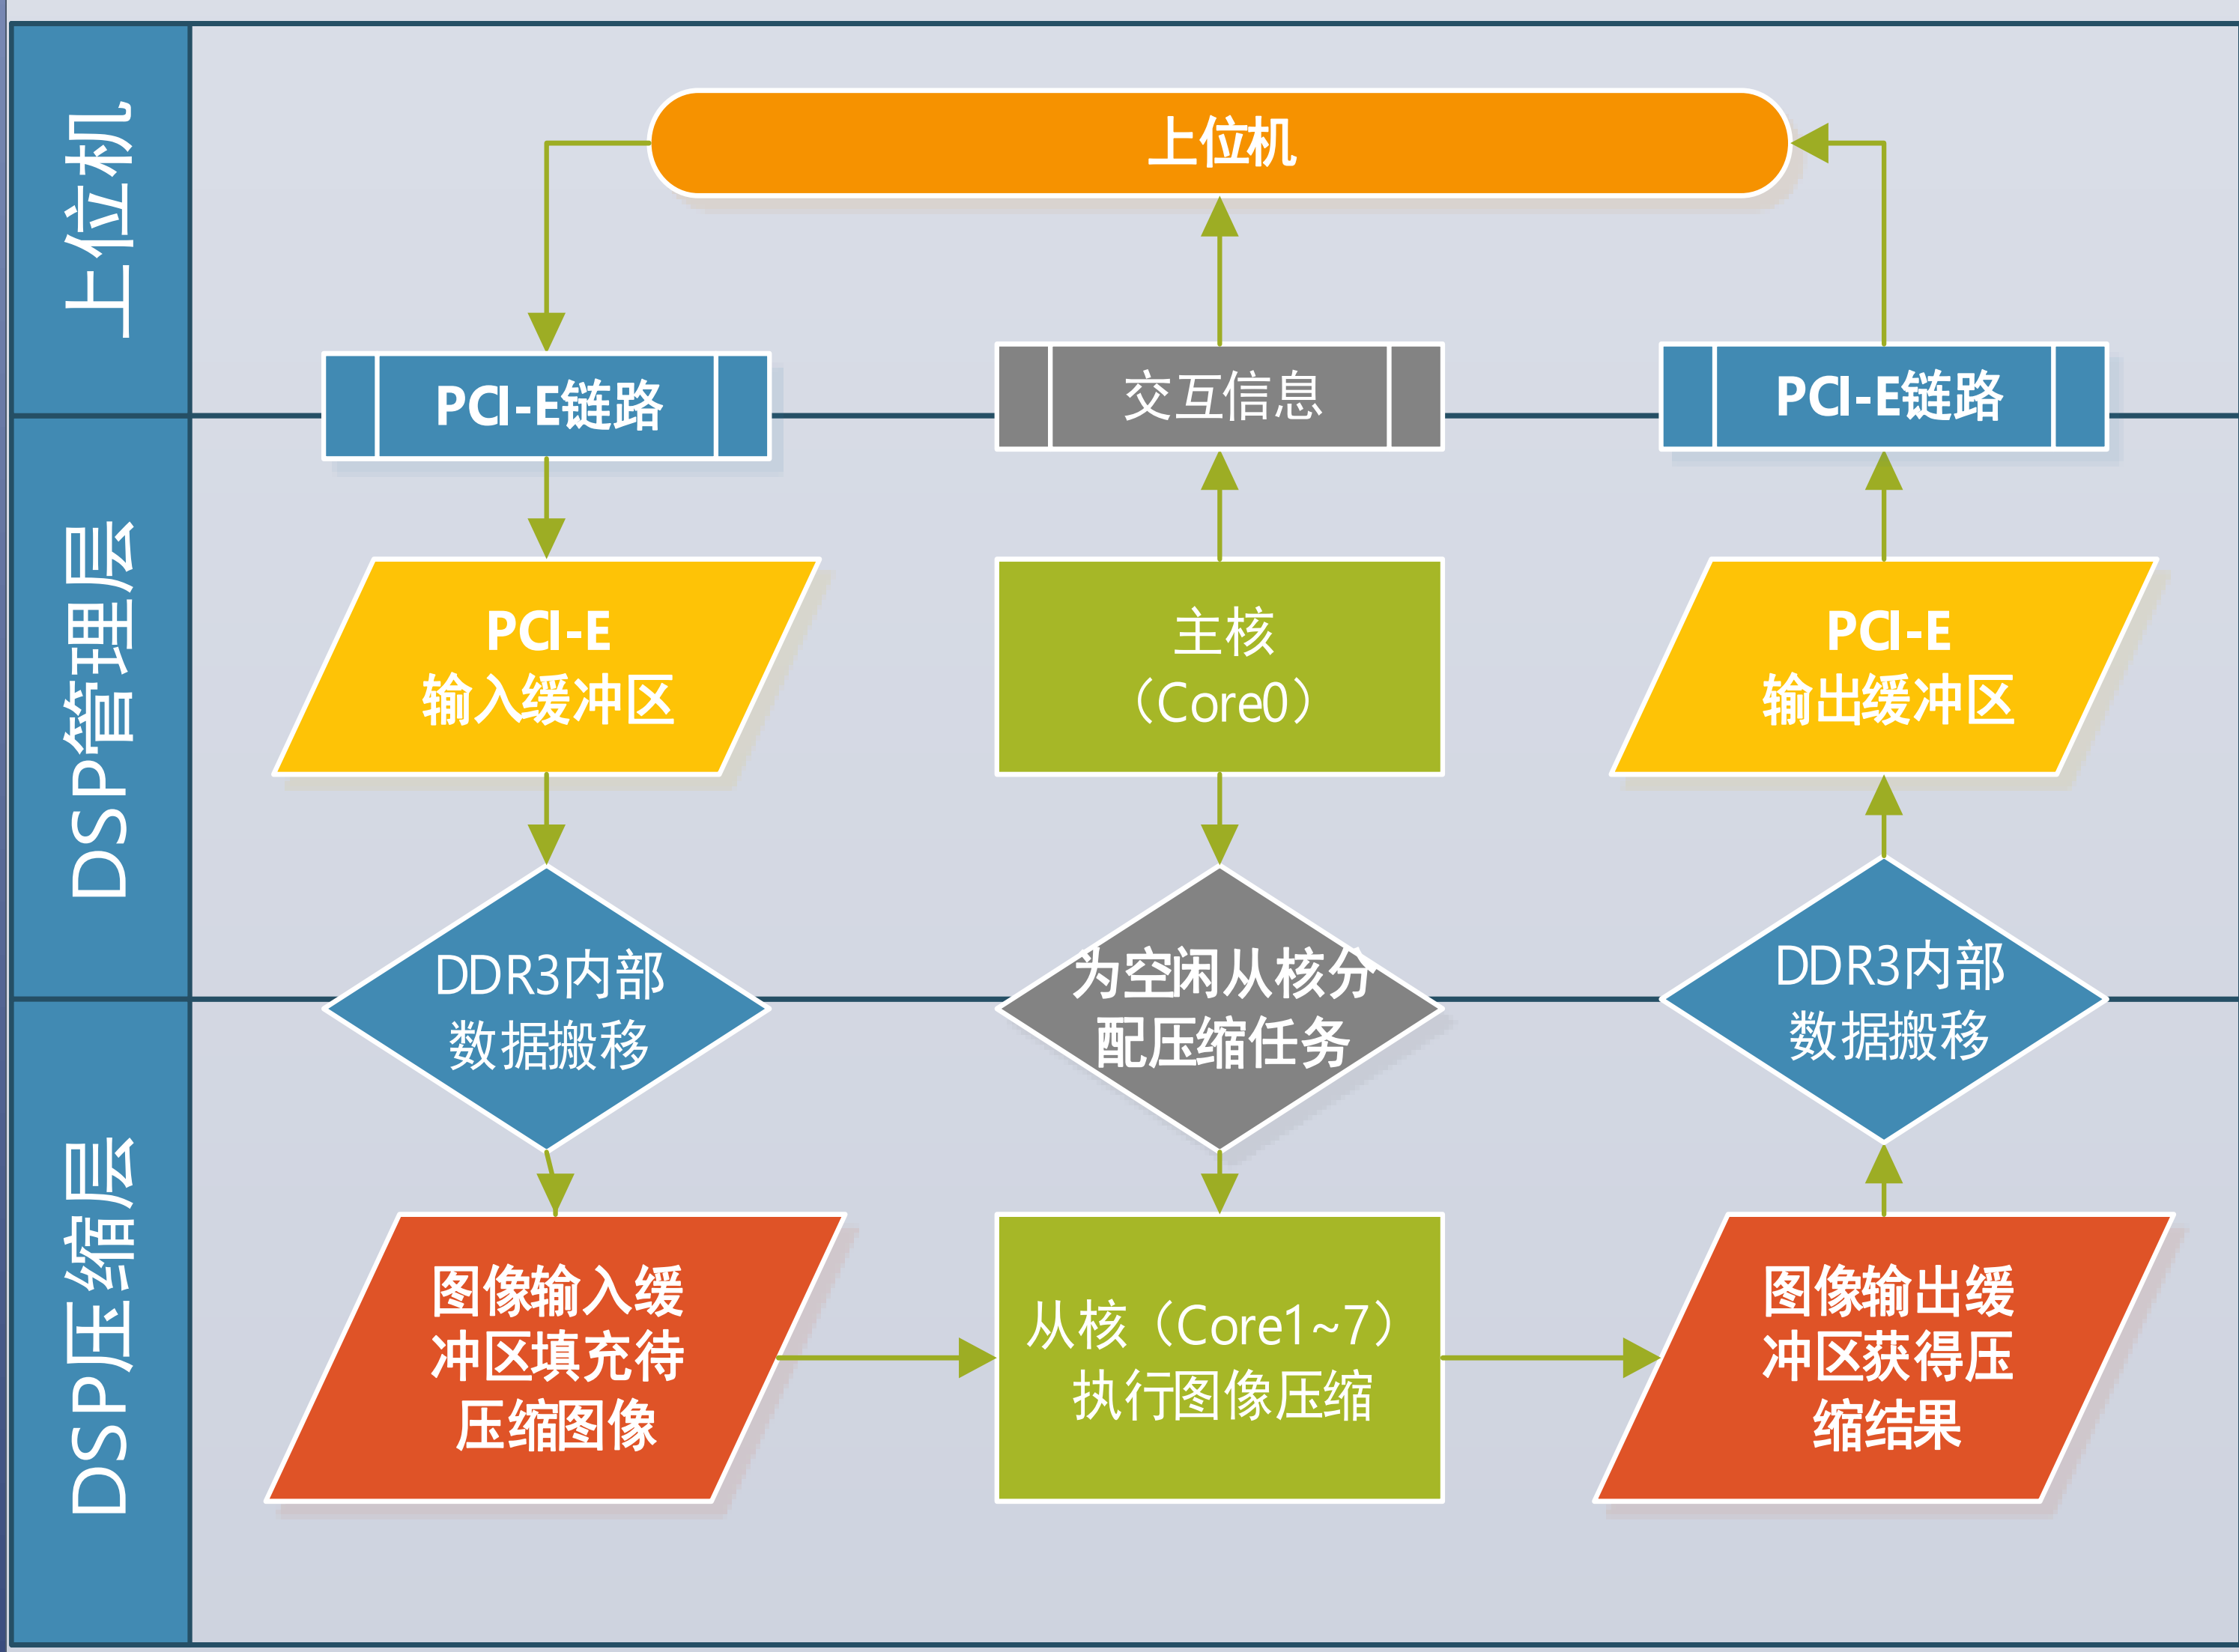 上位机
上位机
PCI-E链路
交互信息
PCI-E链路
DSP管理层
PCI-E
输入缓冲区
主核
（Core0）
PCI-E
输出缓冲区
DDR3内部
数据搬移
为空闲从核分
配压缩任务
DDR3内部
数据搬移
DSP压缩层
图像输入缓
冲区填充待
压缩图像
从核（Core1~7）
执行图像压缩
图像输出缓
冲区获得压
缩结果